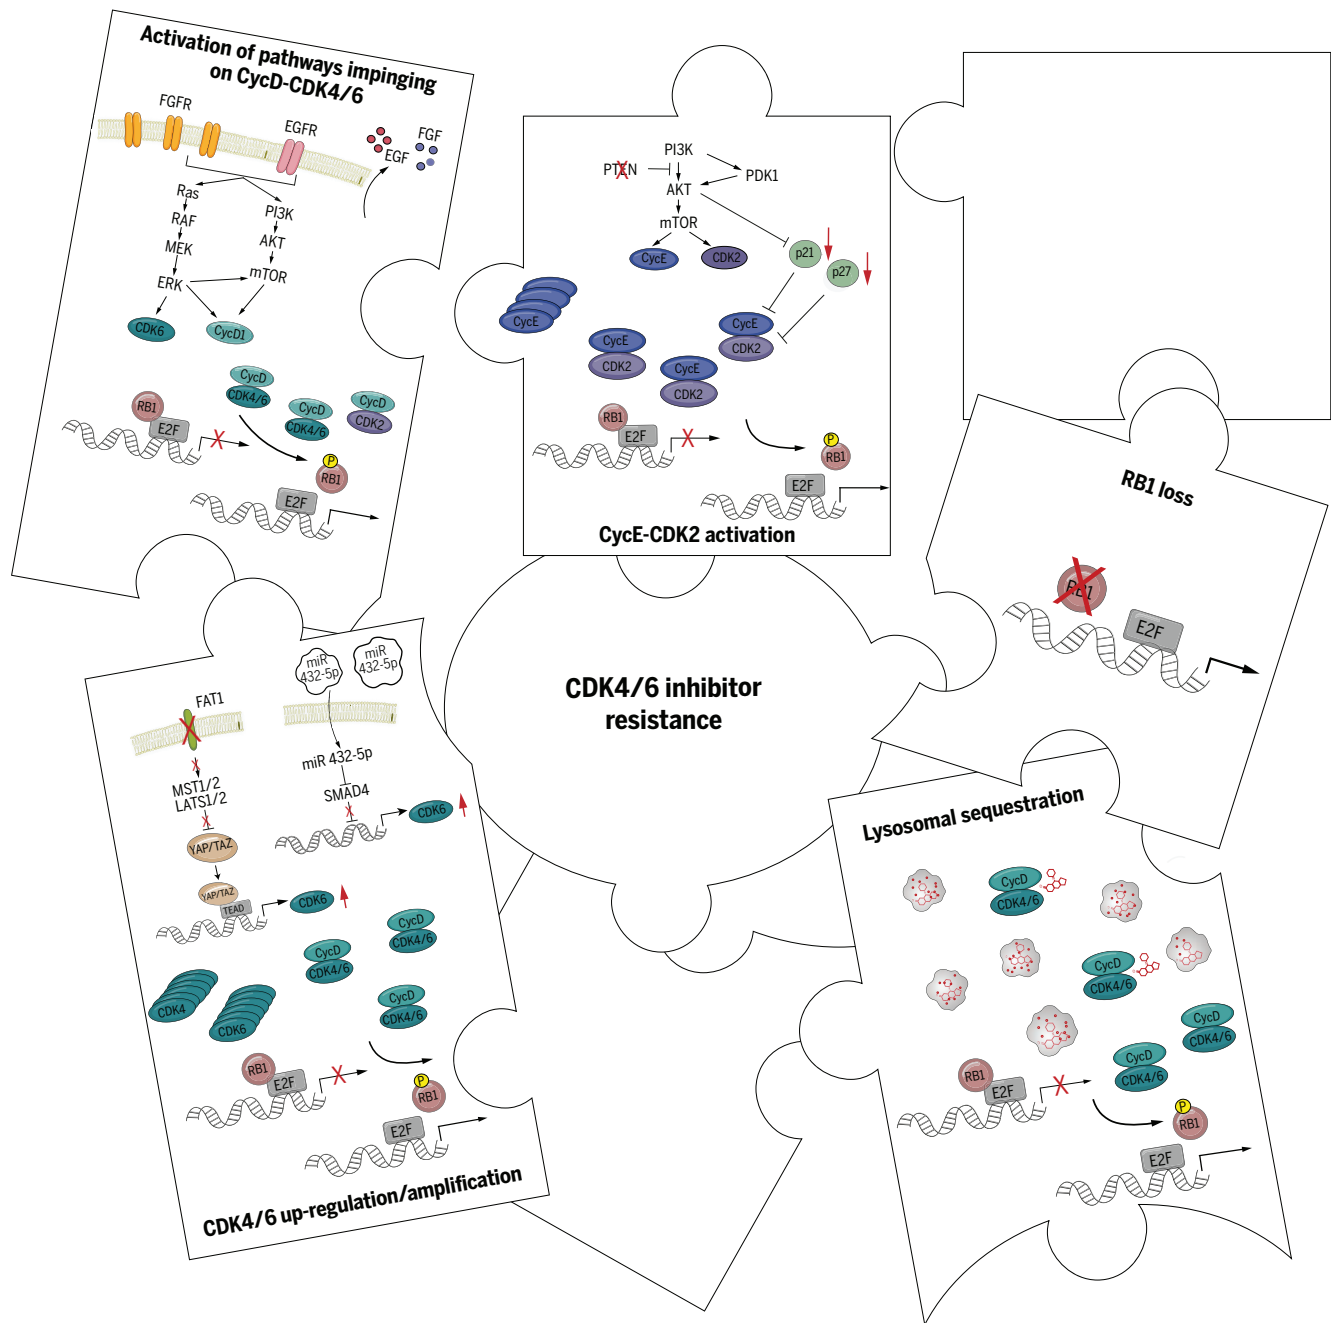 Activation of pathways impinging
on CycD-CDK4/6
FGFR
EGFR
EGF
FGF
Ras
RAF
MEK
ERK
PI3K
AKT
mTOR
CDK6
CycD1
CycD
CDK4/6
CycD
CDK4/6
CycD
CDK2
RB1
E2F
X
P
RB1
E2F
PI3K
PTEN
PDK1
AKT
mTOR
CycE
CDK2
p21
p27
CycE
CycE
CDK2
CycE
CDK2
CycE
CDK2
RB1
E2F
X
P
RB1
E2F
CycE-CDK2 activation
RB1 loss
RB1
E2F
CDK4/6 inhibitor
resistance
FAT1
miR
432-5p
miR
432-5p
miR 432-5p
SMAD4
CDK6
MST1/2
LATS1/2
YAP/TAZ
YAP/TAZ
TEAD
CDK6
CycD
CDK4/6
CycD
CDK4/6
CycD
CDK4/6
CDK4
CDK6
RB1
E2F
X
P
RB1
E2F
CDK4/6 up-regulation/amplification
Lysosomal sequestration
CycD
CDK4/6
CycD
CDK4/6
CycD
CDK4/6
CycD
CDK4/6
RB1
E2F
X
P
RB1
E2F